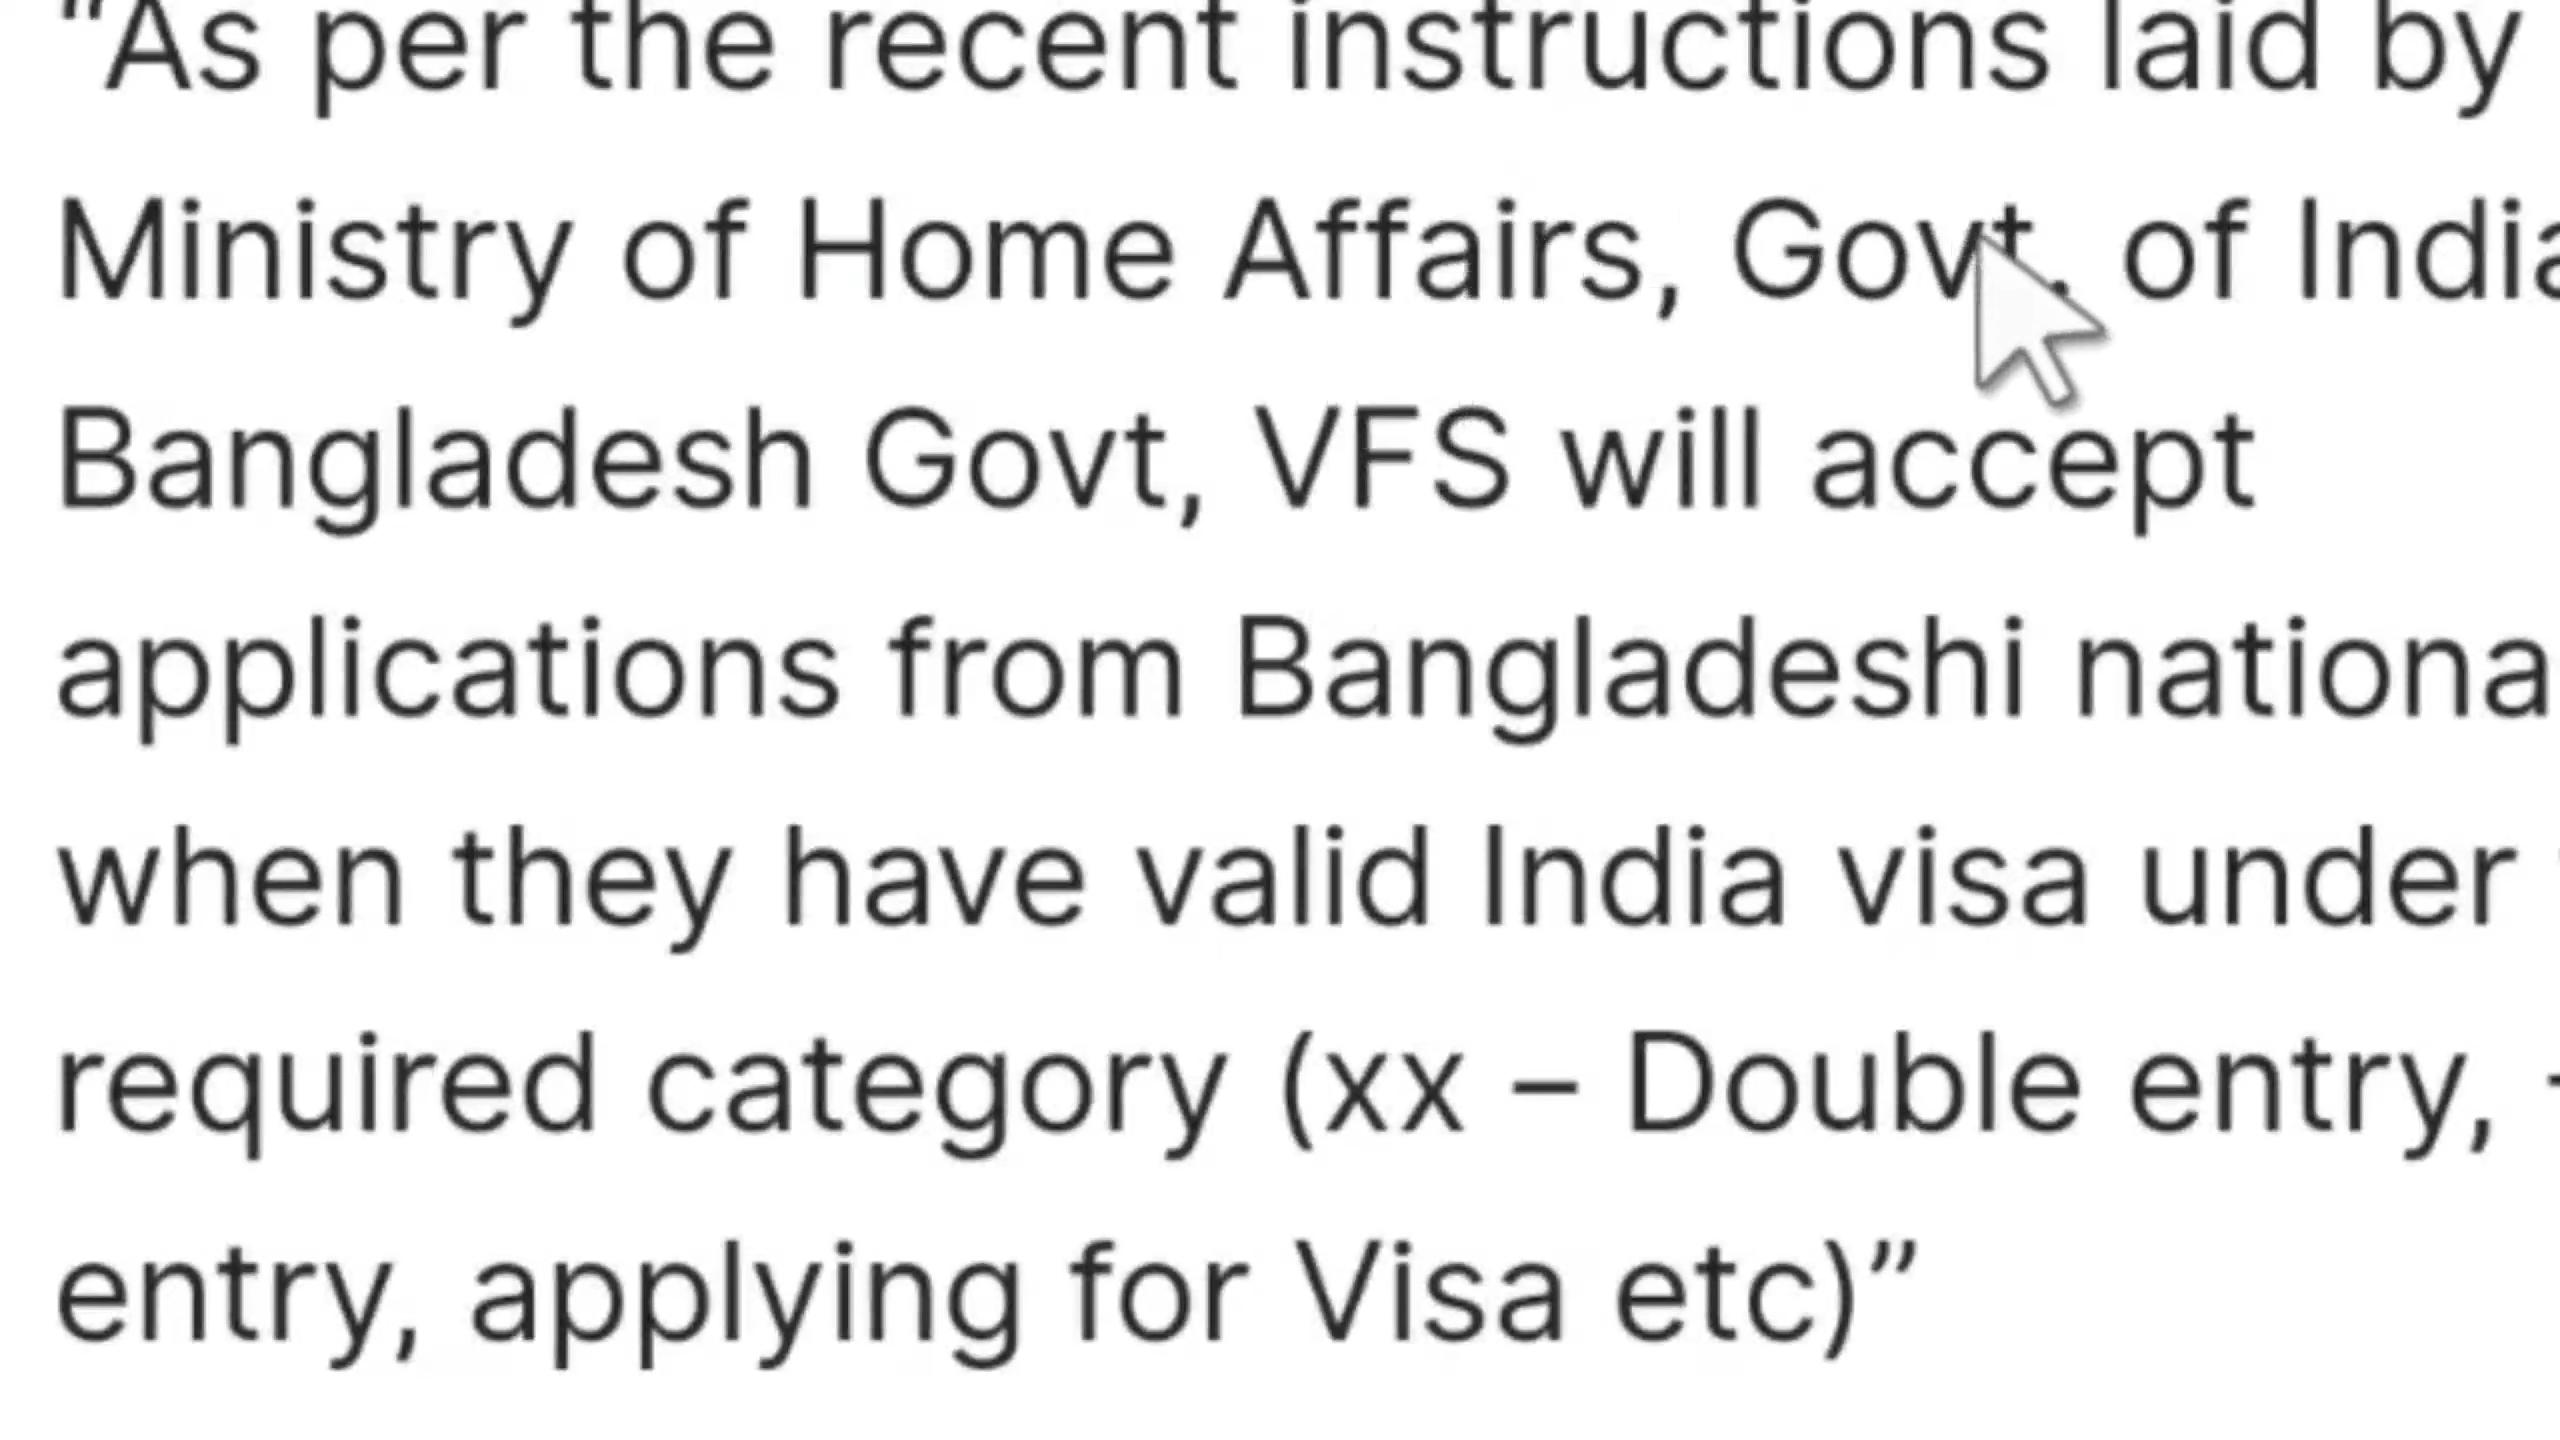 “As per the recent instructions laid by
Ministry of Home Affairs, Govt. of India
Bangladesh Govt, VFS will accept
applications from Bangladeshi nationa
when they have valid India visa under
required category (xx – Double entry,
entry, applying for Visa etc)”